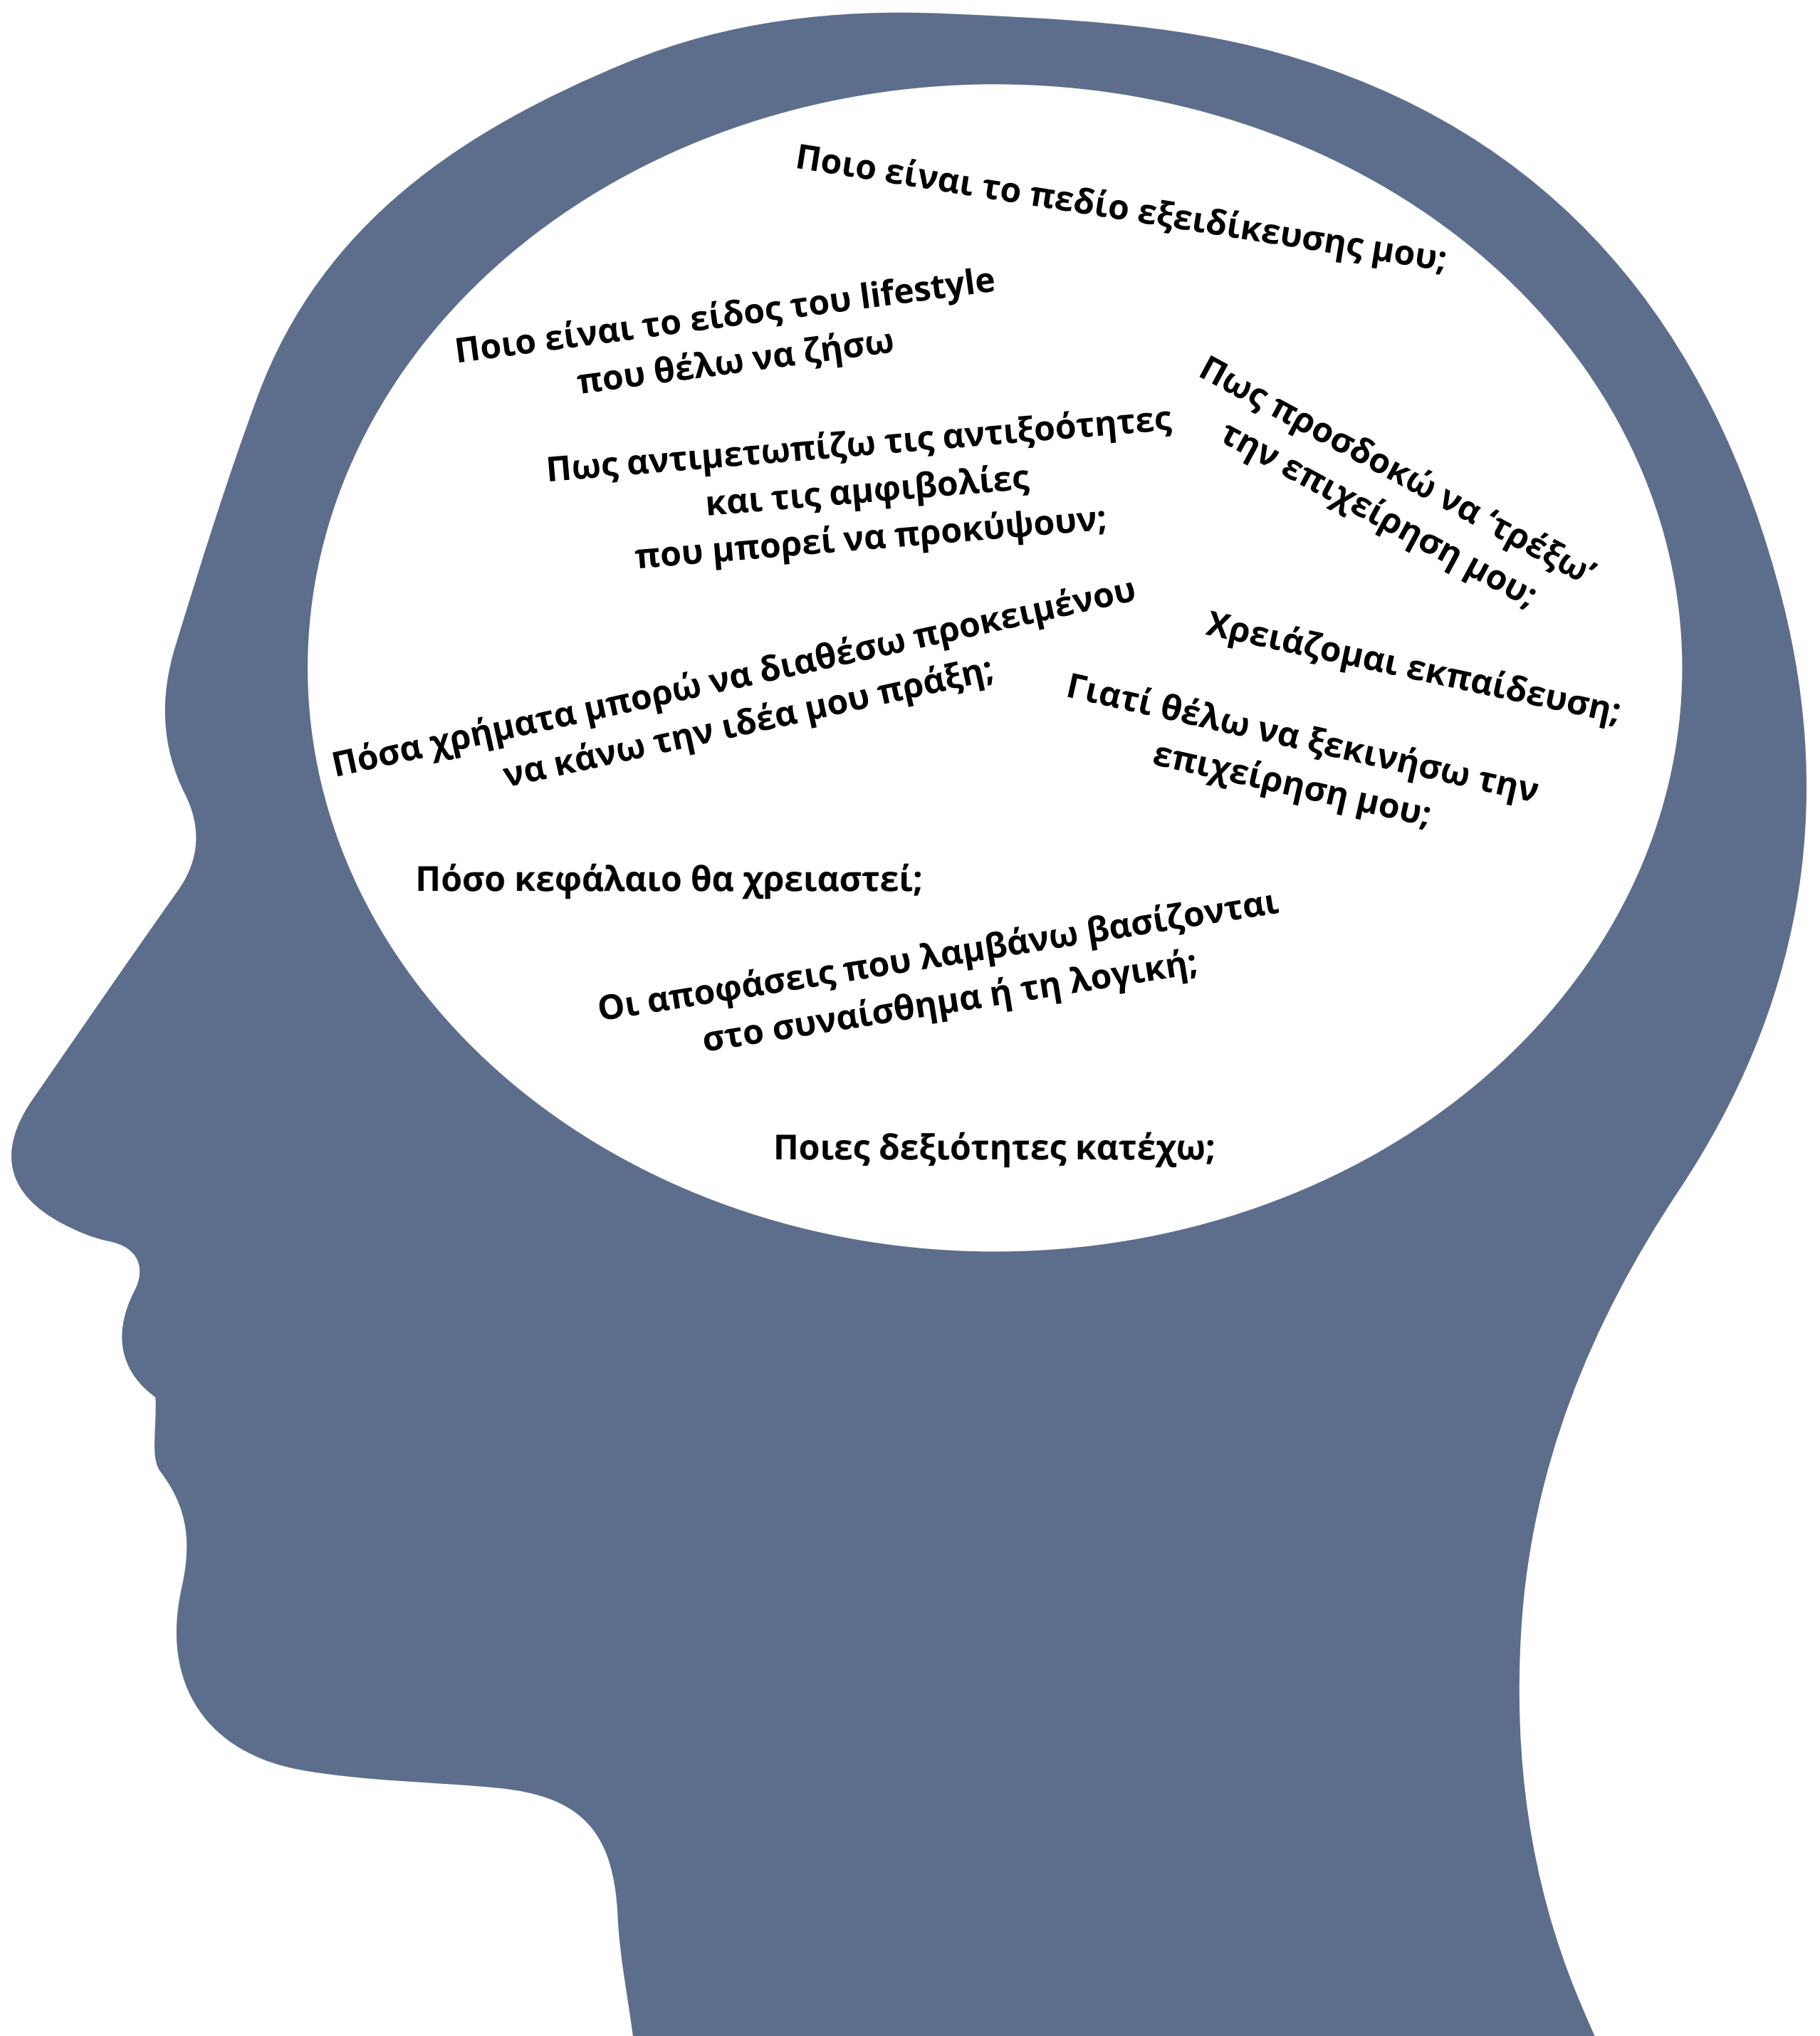 Ποιο είναι το πεδίο εξειδίκευσης μου;
Ποιο είναι το είδος του lifestyle
που θέλω να ζήσω
Πως προσδοκώ να ‘τρέξω’
την επιχείρηση μου;
Πως αντιμετωπίζω τις αντιξοότητες
και τις αμφιβολίες
που μπορεί να προκύψουν;
Πόσα χρήματα μπορώ να διαθέσω προκειμένου
να κάνω την ιδέα μου πράξη;
Χρειάζομαι εκπαίδευση;
Γιατί θέλω να ξεκινήσω την
επιχείρηση μου;
Πόσο κεφάλαιο θα χρειαστεί;
Οι αποφάσεις που λαμβάνω βασίζονται
στο συναίσθημα ή τη λογική;
Ποιες δεξιότητες κατέχω;